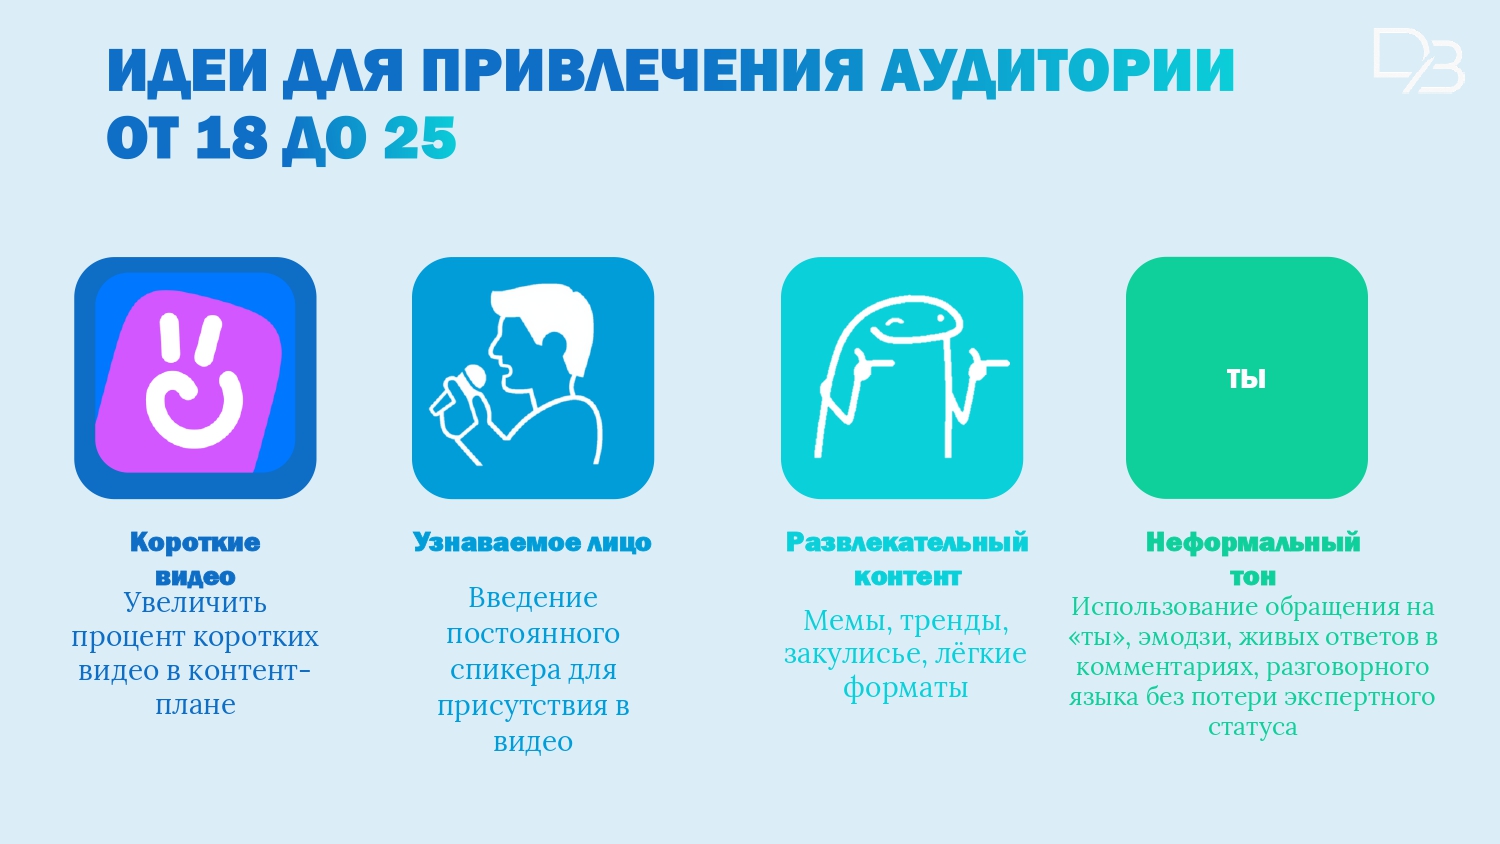 ИДЕИ ДЛЯ ПРИВЛЕЧЕНИЯ АУДИТОРИИ
ОТ 18 ДО 25
DB
ТЫ
Короткие
видео
Увеличить
процент коротких
видео в контент-
плане
Узнаваемое лицо
Введение
постоянного
спикера для
присутствия в
видео
Развлекательный
контент
Мемы, тренды,
закулисье, лёгкие
форматы
Неформальный
тон
Использование обращения на
«ты», эмодзи, живых ответов в
комментариях, разговорного
языка без потери экспертного
статуса